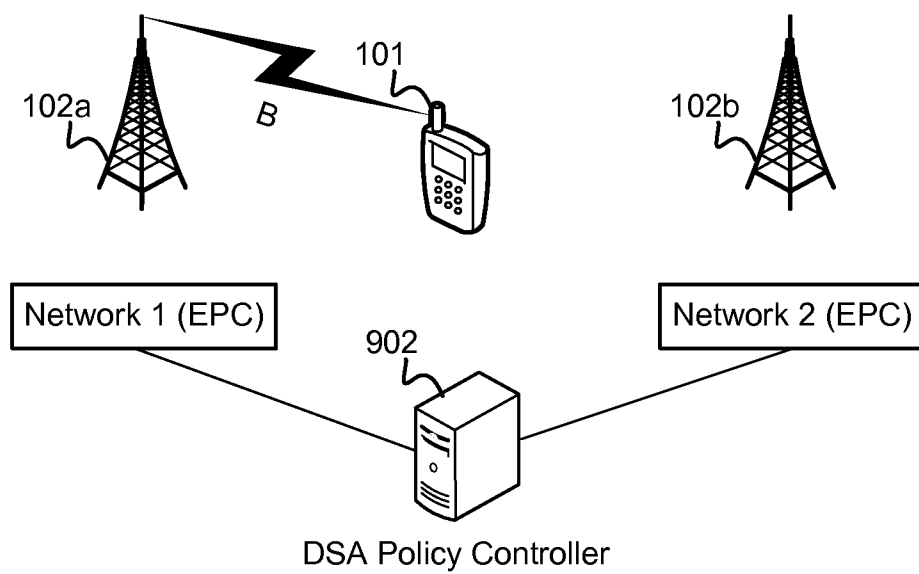 101
102a
B
102b
Network 1 (EPC)
Network 2 (EPC)
902
DSA Policy Controller